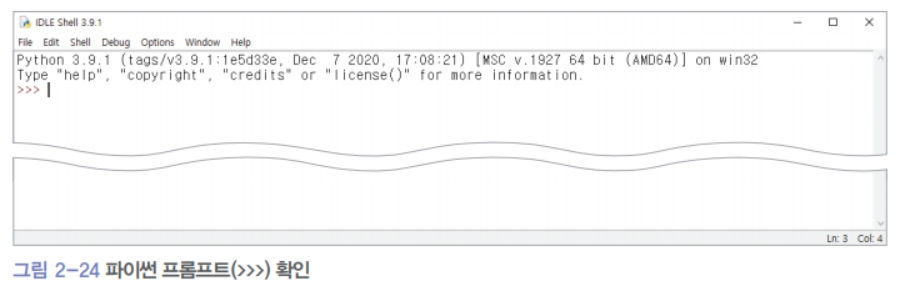 IDLE Shell 3.9.1
File Edit Shell Debug Options Window Help
Python 3.9.1 (tags/v3.9.1:1e5d33e, Dec  7 2020, 17:08:21) [MSC v.1927 64 bit (AMD64)] on win32
Type "help", "copyright", "credits" or "license()" for more information.
>>>
Ln: 3 Col: 4
그림 2-24 파이썬 프롬프트(>>>) 확인